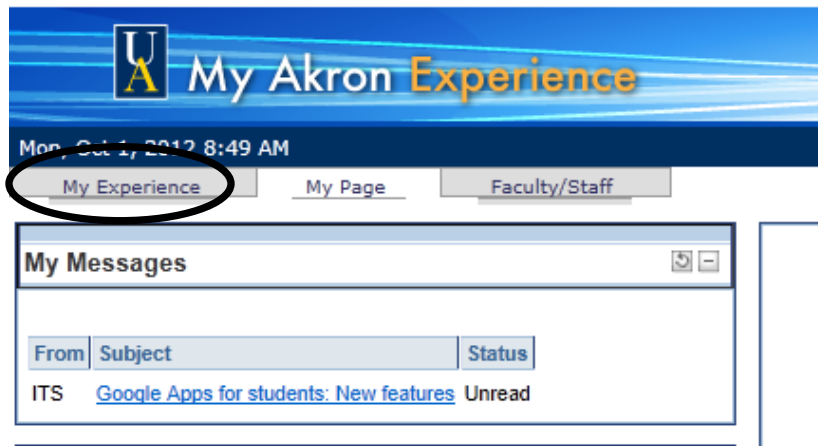 UA My Akron Experience
Mon, Oct 1, 2012 8:49 AM
My Experience My Page Faculty/Staff
My Messages
From Subject Status
ITS Google Apps for students: New features Unread